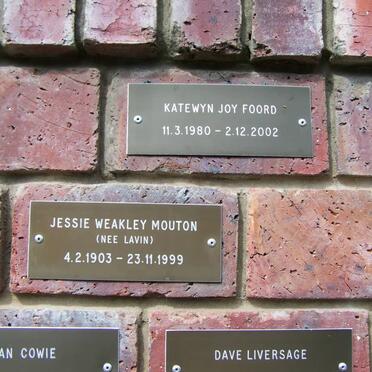 KATEWYN JOY FOORD
11.3.1980 – 2.12.2002
JESSIE WEAKLEY MOUTON
(NEE LAVIN)
4.2.1903 – 23.11.1999
COWIE
DAVE LIVERSAGE